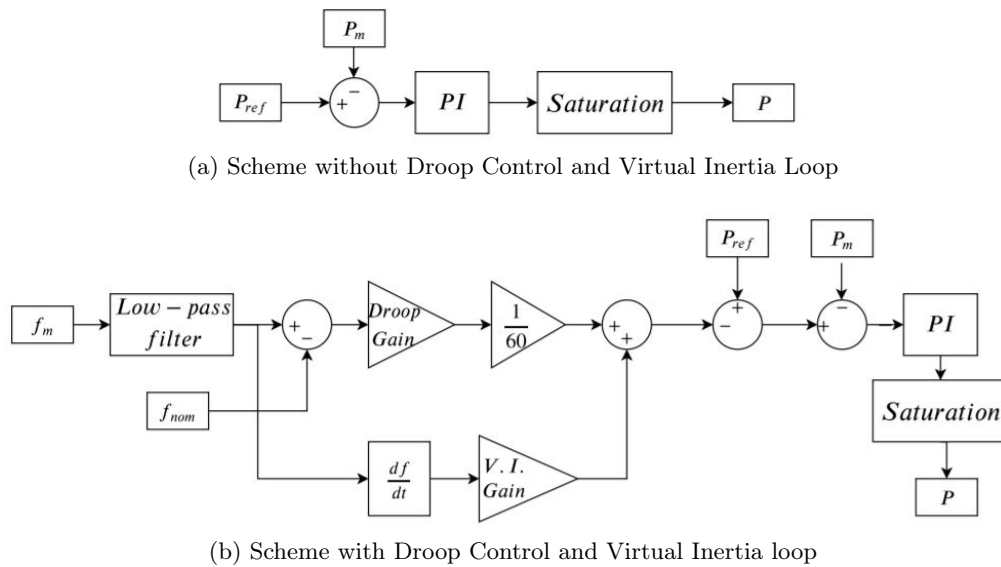 P_m
P_ref
+
−
PI
Saturation
P
(a) Scheme without Droop Control and Virtual Inertia Loop
P_ref
P_m
f_m
Low − pass
filter
+
−
Droop
Gain
1
60
+
+
+
−
−
+
PI
f_nom
Saturation
df
dt
V. I.
Gain
P
(b) Scheme with Droop Control and Virtual Inertia loop